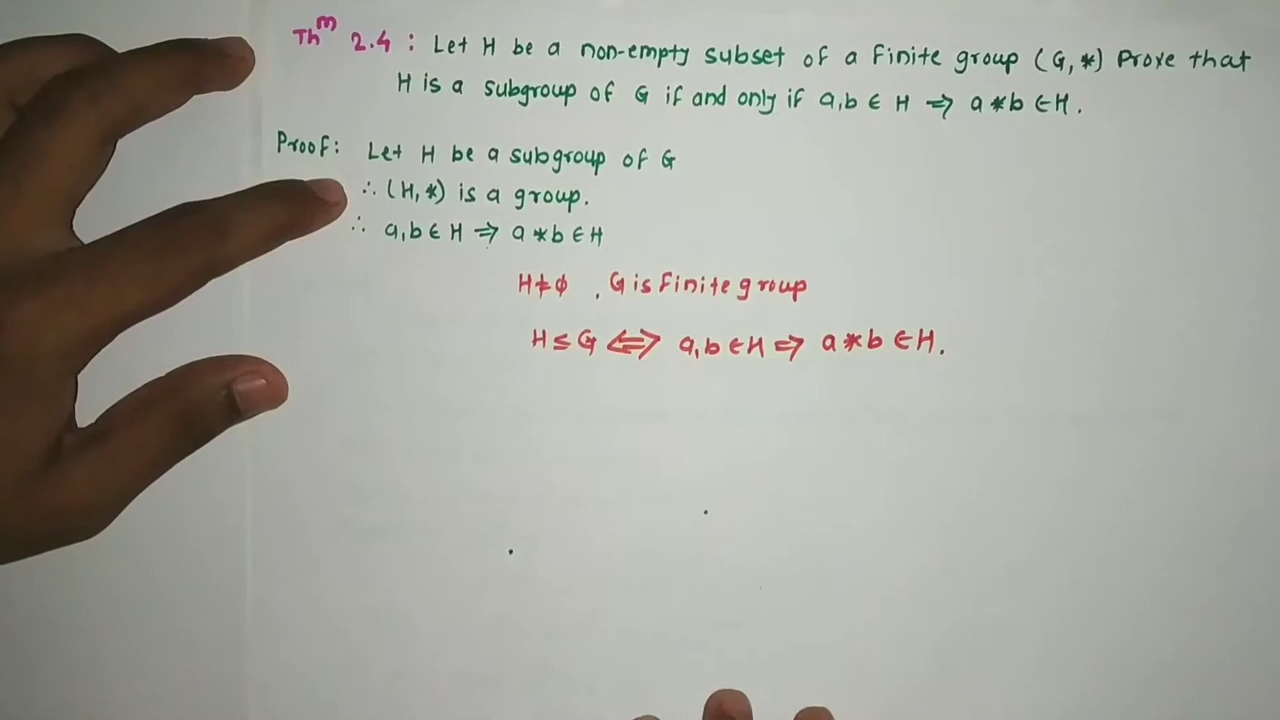 Thᵐ 2.4 : Let H be a non-empty subset of a finite group (G, *) Prove that
H is a subgroup of G if and only if a,b ∈ H ⇒ a * b ∈ H.
Proof: Let H be a subgroup of G
∴ (H, *) is a group.
∴ a,b ∈ H ⇒ a * b ∈ H
H ≠ ϕ , G is finite group
H ≤ G ⇔ a,b ∈ H ⇒ a * b ∈ H.